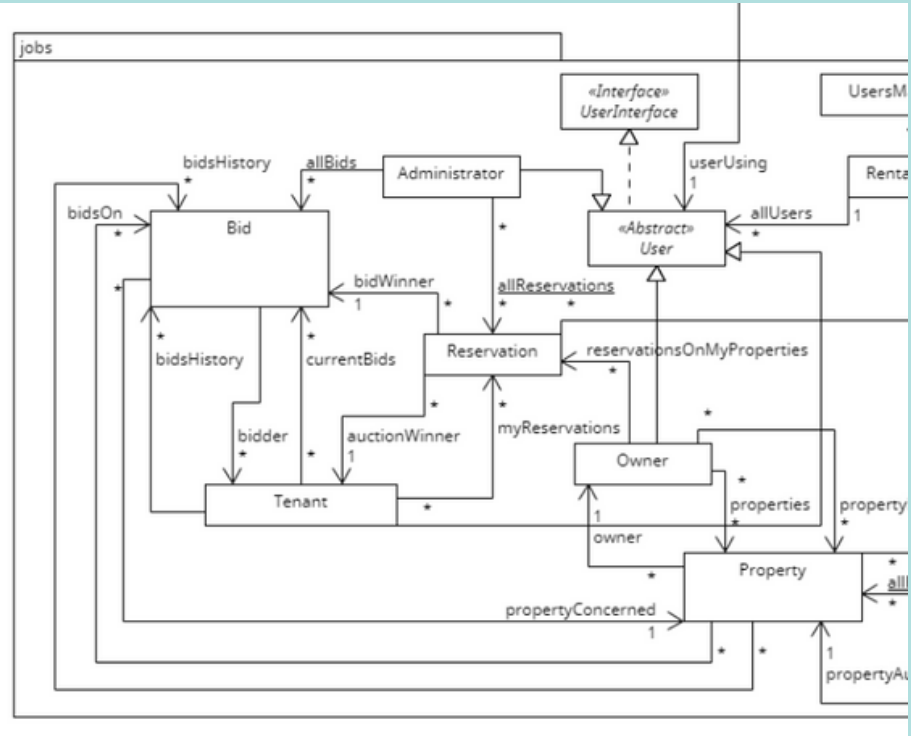 jobs
«Interface»
UserInterface
UsersM
bidsHistory
*
allBids
*
Administrator
userUsing
1
Renta
bidsOn
*
Bid
*
«Abstract»
User
allUsers
*
1
*
bidWinner
1
*
allReservations
*
*
*
bidsHistory
*
currentBids
Reservation
reservationsOnMyProperties
*
*
*
myReservations
auctionWinner
1
bidder
*
*
*
Owner
Tenant
*
*
properties
*
property
*
1
owner
*
Property
*
all
*
propertyConcerned
1
*
*
1
propertyAu